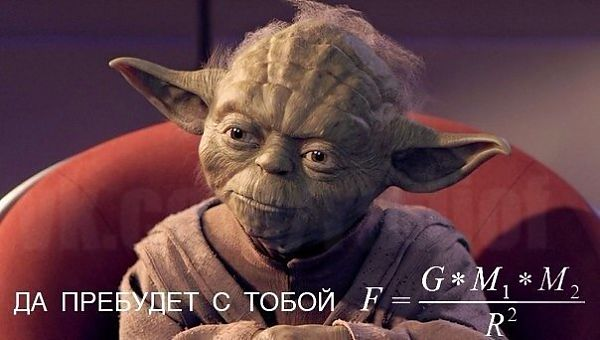 ДА ПРЕБУДЕТ С ТОБОЙ F = G*M₁*M₂ / R²